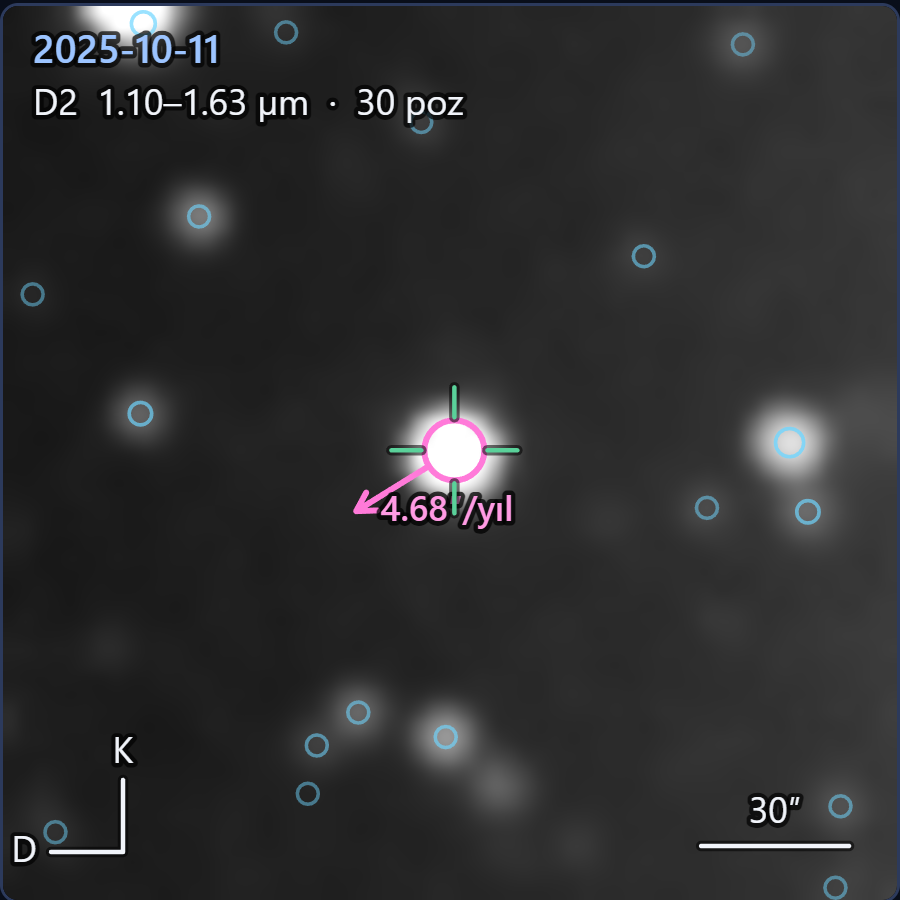 2025-10-11
D2 1.10–1.63 µm · 30 poz
4.68″/yıl
K
D
30″